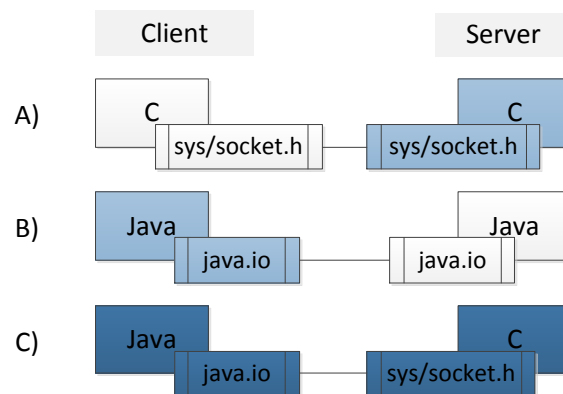 Client Server
A) C C
sys/socket.h sys/socket.h
B) Java Java
java.io java.io
C) Java C
java.io sys/socket.h